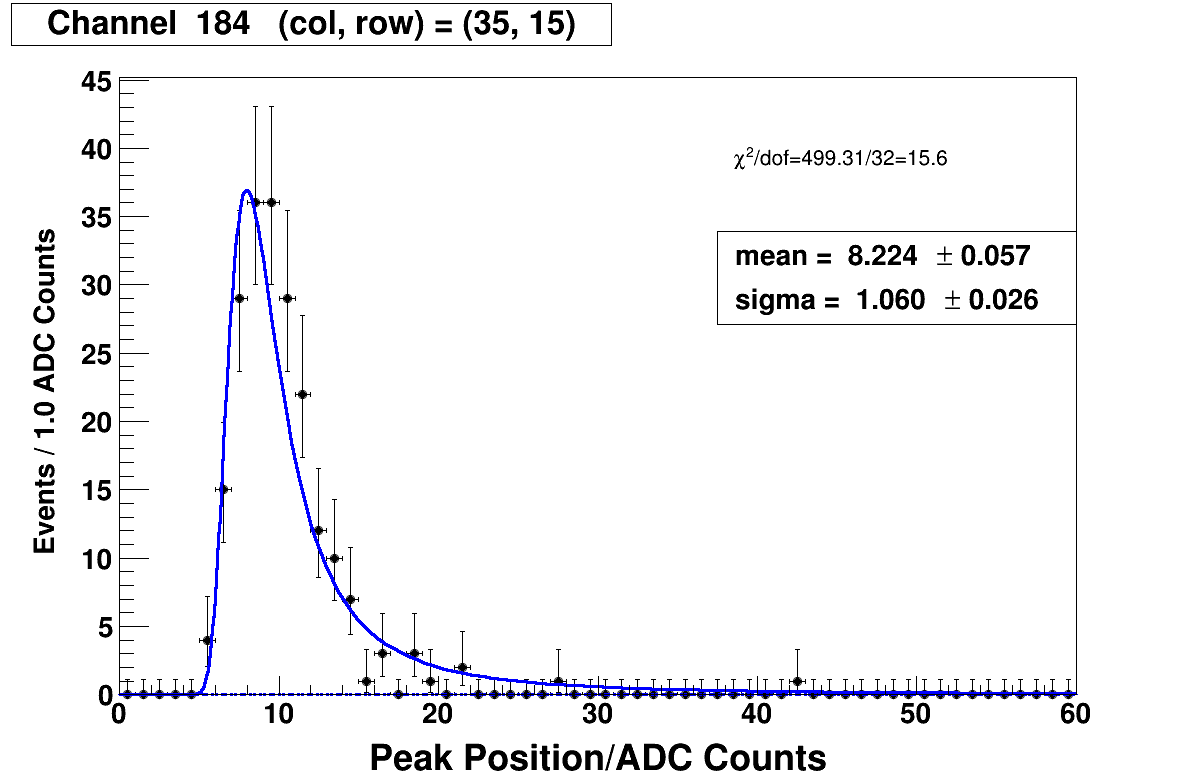 Channel 184 (col, row) = (35, 15)
45
40
35
30
25
20
15
10
5
0
Events / 1.0 ADC Counts
χ²/dof=499.31/32=15.6
mean = 8.224 ± 0.057
sigma = 1.060 ± 0.026
0 10 20 30 40 50 60
Peak Position/ADC Counts